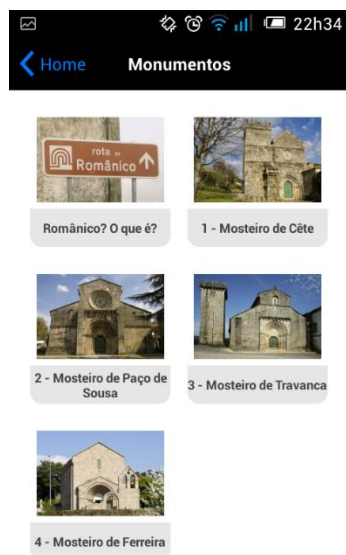 22h34
Home
Monumentos
rota do
Românico
Românico? O que é?
1 - Mosteiro de Cête
2 - Mosteiro de Paço de
Sousa
3 - Mosteiro de Travanca
4 - Mosteiro de Ferreira